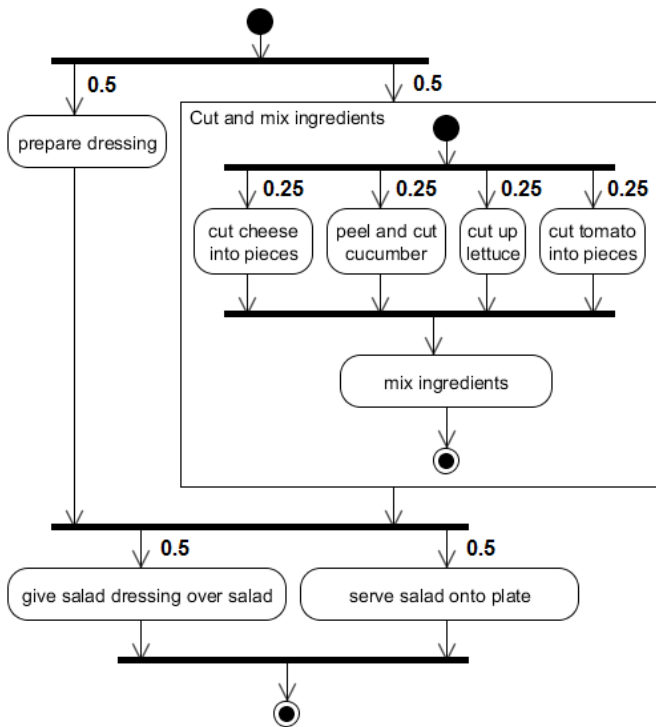 0.5
0.5
prepare dressing
Cut and mix ingredients
0.25
0.25
0.25
0.25
cut cheese
into pieces
peel and cut
cucumber
cut up
lettuce
cut tomato
into pieces
mix ingredients
0.5
0.5
give salad dressing over salad
serve salad onto plate